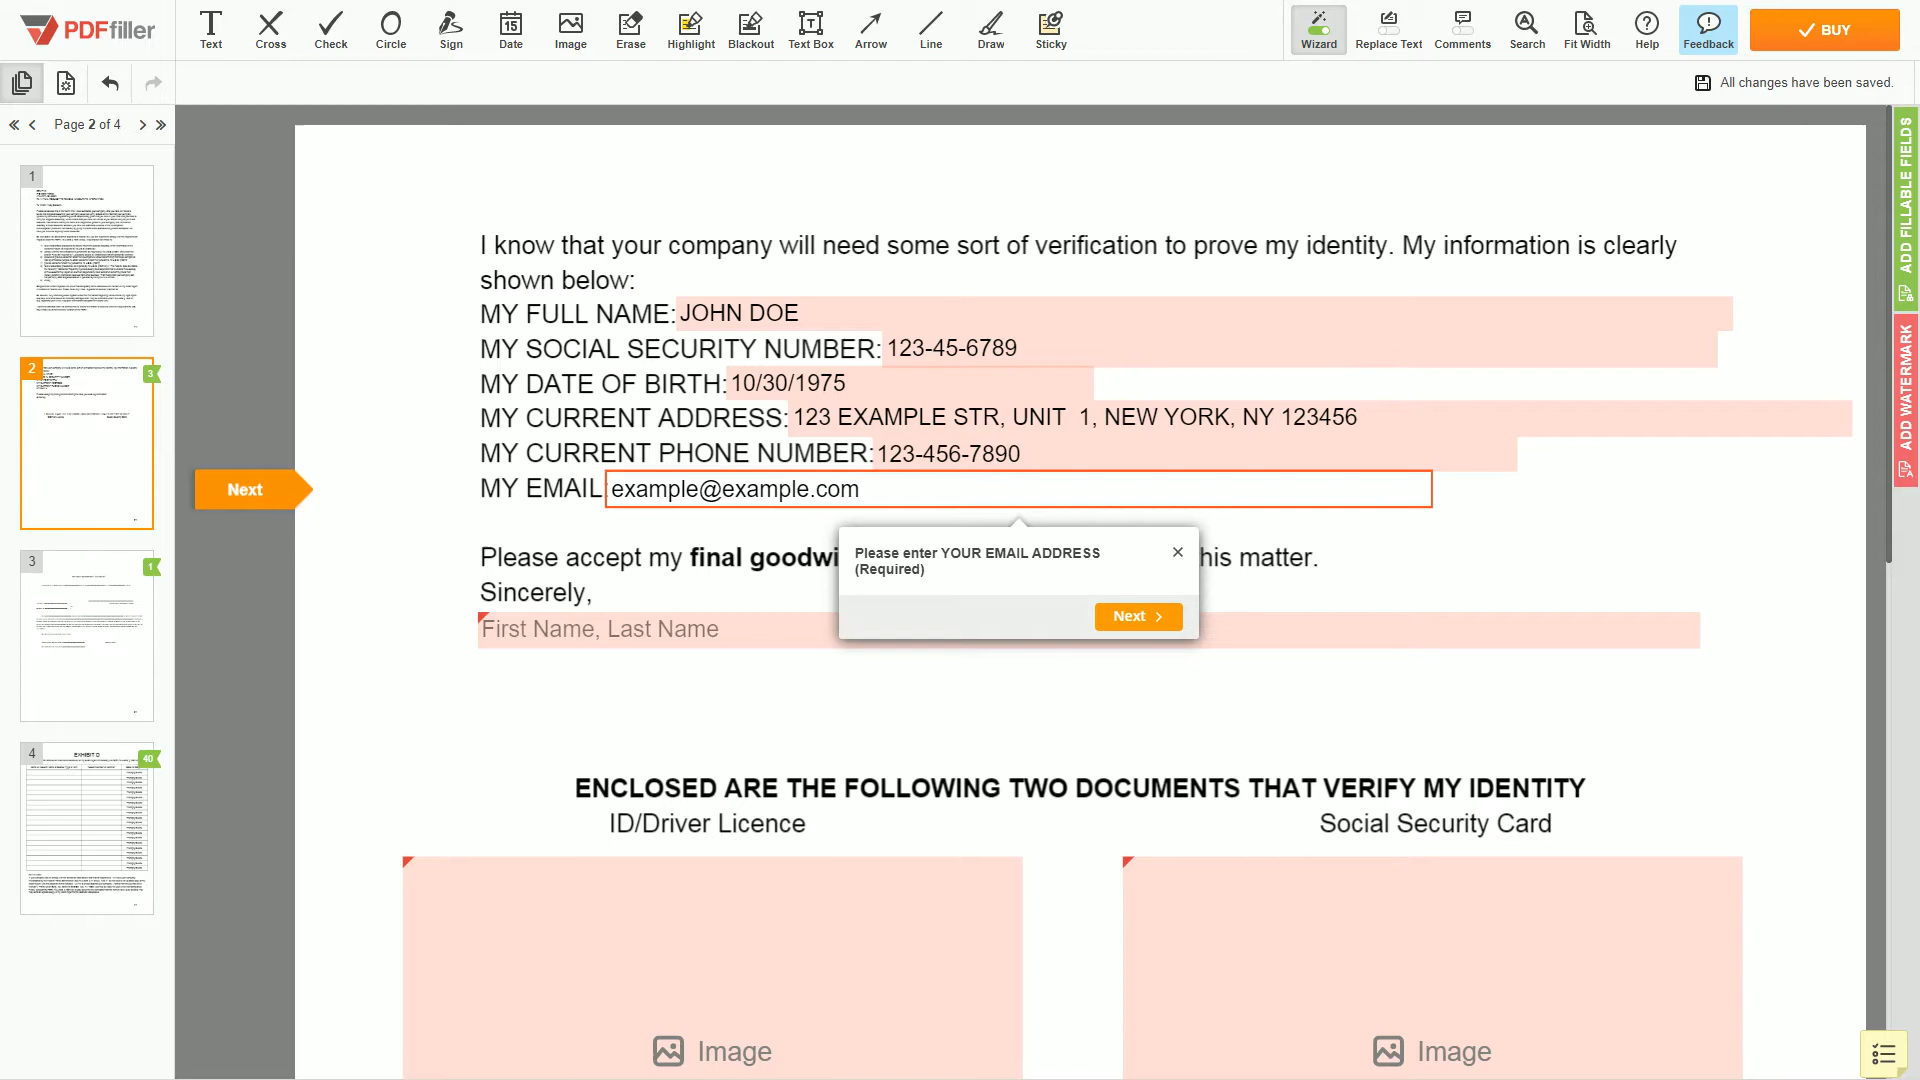 PDFfiller
Text
Cross
Check
Circle
Sign
15
Date
Image
Erase
Highlight
Blackout
Text Box
Arrow
Line
Draw
Sticky
Wizard
Replace Text
Comments
Search
Fit Width
Help
Feedback
BUY
All changes have been saved.
Page 2 of 4
1
2
3
3
1
4
40
EXHIBIT D
I know that your company will need some sort of verification to prove my identity. My information is clearly
shown below:
MY FULL NAME: JOHN DOE
MY SOCIAL SECURITY NUMBER: 123-45-6789
MY DATE OF BIRTH: 10/30/1975
MY CURRENT ADDRESS: 123 EXAMPLE STR, UNIT 1, NEW YORK, NY 123456
MY CURRENT PHONE NUMBER: 123-456-7890
MY EMAIL: example@example.com
Next
Please accept my final goodwi
his matter.
Please enter YOUR EMAIL ADDRESS
(Required)
Next
Sincerely,
First Name, Last Name
ENCLOSED ARE THE FOLLOWING TWO DOCUMENTS THAT VERIFY MY IDENTITY
ID/Driver Licence
Social Security Card
Image
Image
ADD FILLABLE FIELDS
ADD WATERMARK